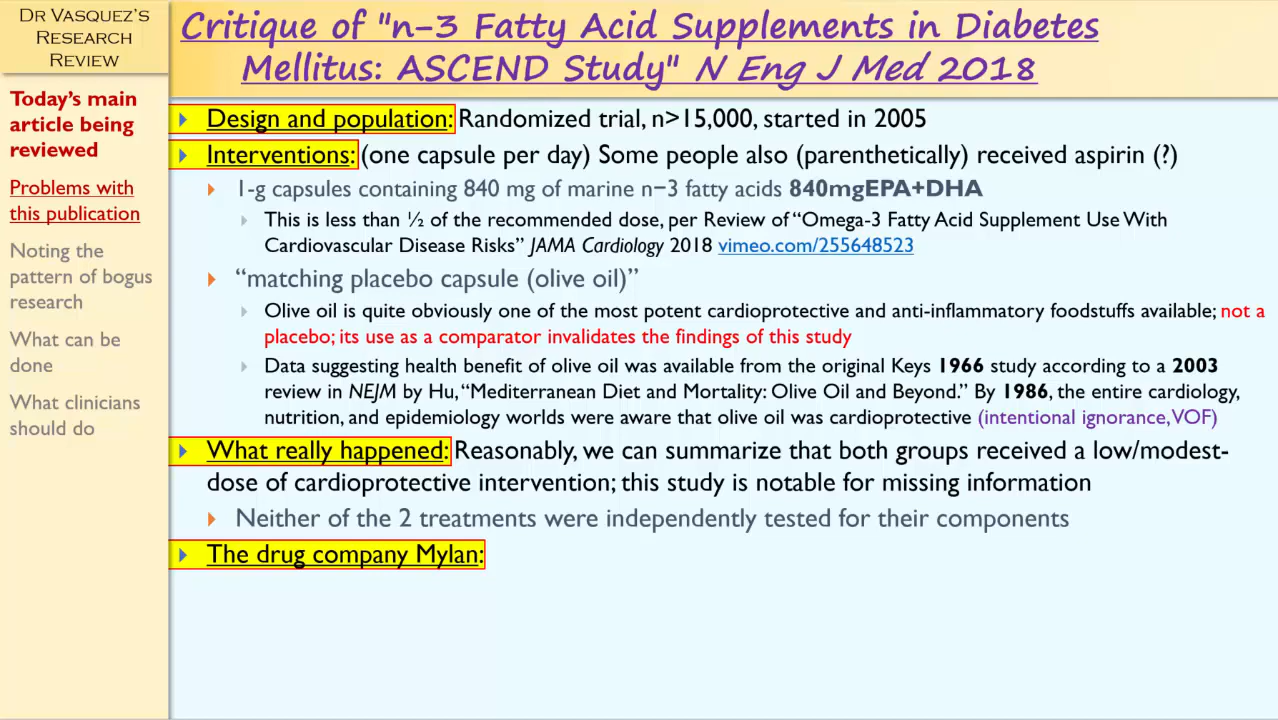 Dr Vasquez's
Research
Review
Today's main
article being
reviewed
Problems with
this publication
Noting the
pattern of bogus
research
What can be
done
What clinicians
should do
Critique of "n−3 Fatty Acid Supplements in Diabetes
Mellitus: ASCEND Study" N Eng J Med 2018
Design and population: Randomized trial, n>15,000, started in 2005
Interventions: (one capsule per day) Some people also (parenthetically) received aspirin (?)
1-g capsules containing 840 mg of marine n−3 fatty acids 840mgEPA+DHA
This is less than ½ of the recommended dose, per Review of "Omega-3 Fatty Acid Supplement Use With
Cardiovascular Disease Risks" JAMA Cardiology 2018 vimeo.com/255648523
"matching placebo capsule (olive oil)"
Olive oil is quite obviously one of the most potent cardioprotective and anti-inflammatory foodstuffs available; not a
placebo; its use as a comparator invalidates the findings of this study
Data suggesting health benefit of olive oil was available from the original Keys 1966 study according to a 2003
review in NEJM by Hu, "Mediterranean Diet and Mortality: Olive Oil and Beyond." By 1986, the entire cardiology,
nutrition, and epidemiology worlds were aware that olive oil was cardioprotective (intentional ignorance, VOF)
What really happened: Reasonably, we can summarize that both groups received a low/modest-
dose of cardioprotective intervention; this study is notable for missing information
Neither of the 2 treatments were independently tested for their components
The drug company Mylan: